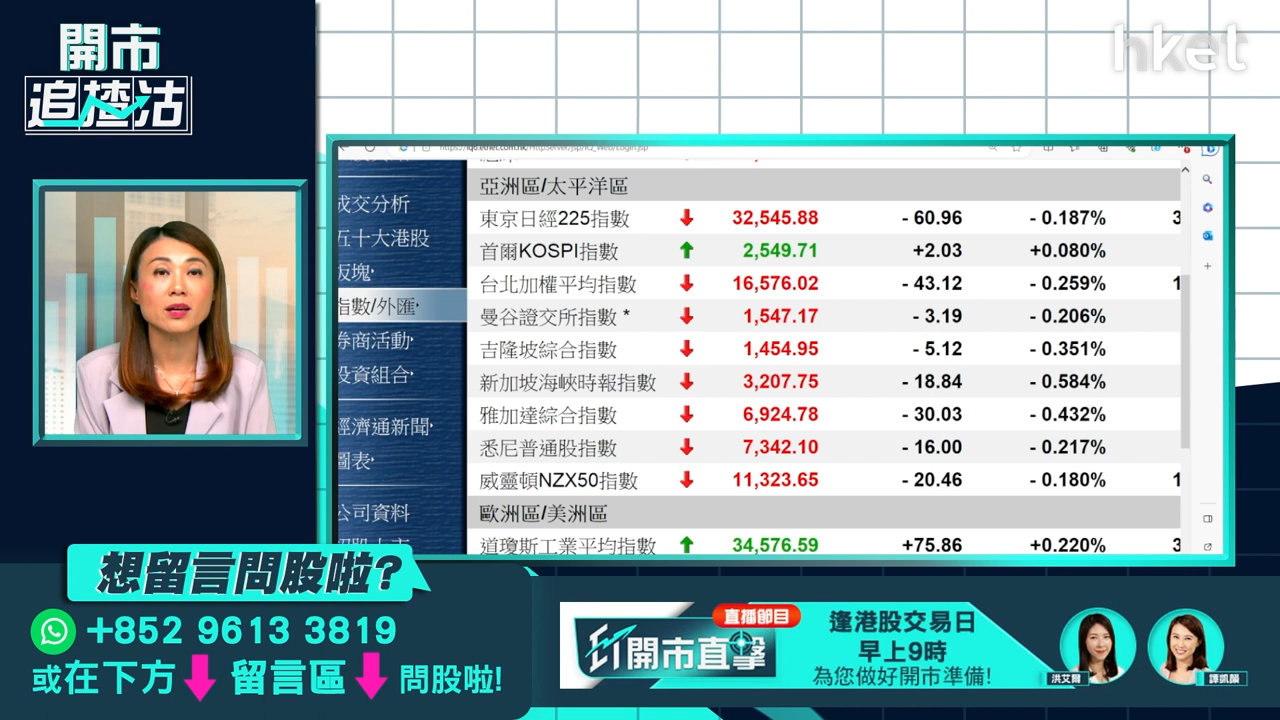 開市
追揸沽
hket
亞洲區/太平洋區
成交分析
東京日經225指數 32,545.88 - 60.96 - 0.187% 3
五十大港股
首爾KOSPI指數 2,549.71 +2.03 +0.080%
板塊
台北加權平均指數 16,576.02 - 43.12 - 0.259% 1
指數/外匯
曼谷證交所指數 * 1,547.17 - 3.19 - 0.206%
券商活動
吉隆坡綜合指數 1,454.95 - 5.12 - 0.351%
投資組合
新加坡海峽時報指數 3,207.75 - 18.84 - 0.584%
雅加達綜合指數 6,924.78 - 30.03 - 0.432%
經濟通新聞
悉尼普通股指數 7,342.10 - 16.00 - 0.217%
圖表
威靈頓NZX50指數 11,323.65 - 20.46 - 0.180% 1
公司資料
歐洲區/美洲區
道瓊斯工業平均指數 34,576.59 +75.86 +0.220% 3
想留言問股啦?
+852 9613 3819
或在下方 留言區 問股啦!
直播節目
ET開市直擊
逢港股交易日
早上9時
為您做好開市準備!
洪艾爾
譚凱韻